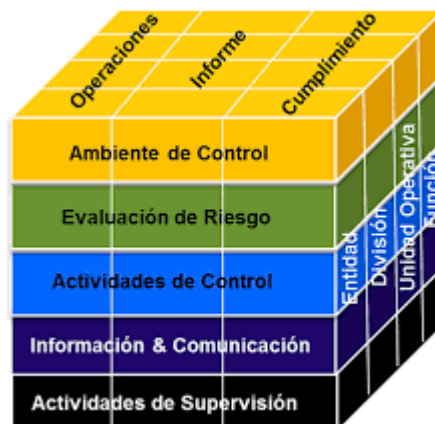 Operaciones
Informe
Cumplimiento
Ambiente de Control
Evaluación de Riesgo
Actividades de Control
Información & Comunicación
Actividades de Supervisión
Entidad
División
Unidad Operativa
Función